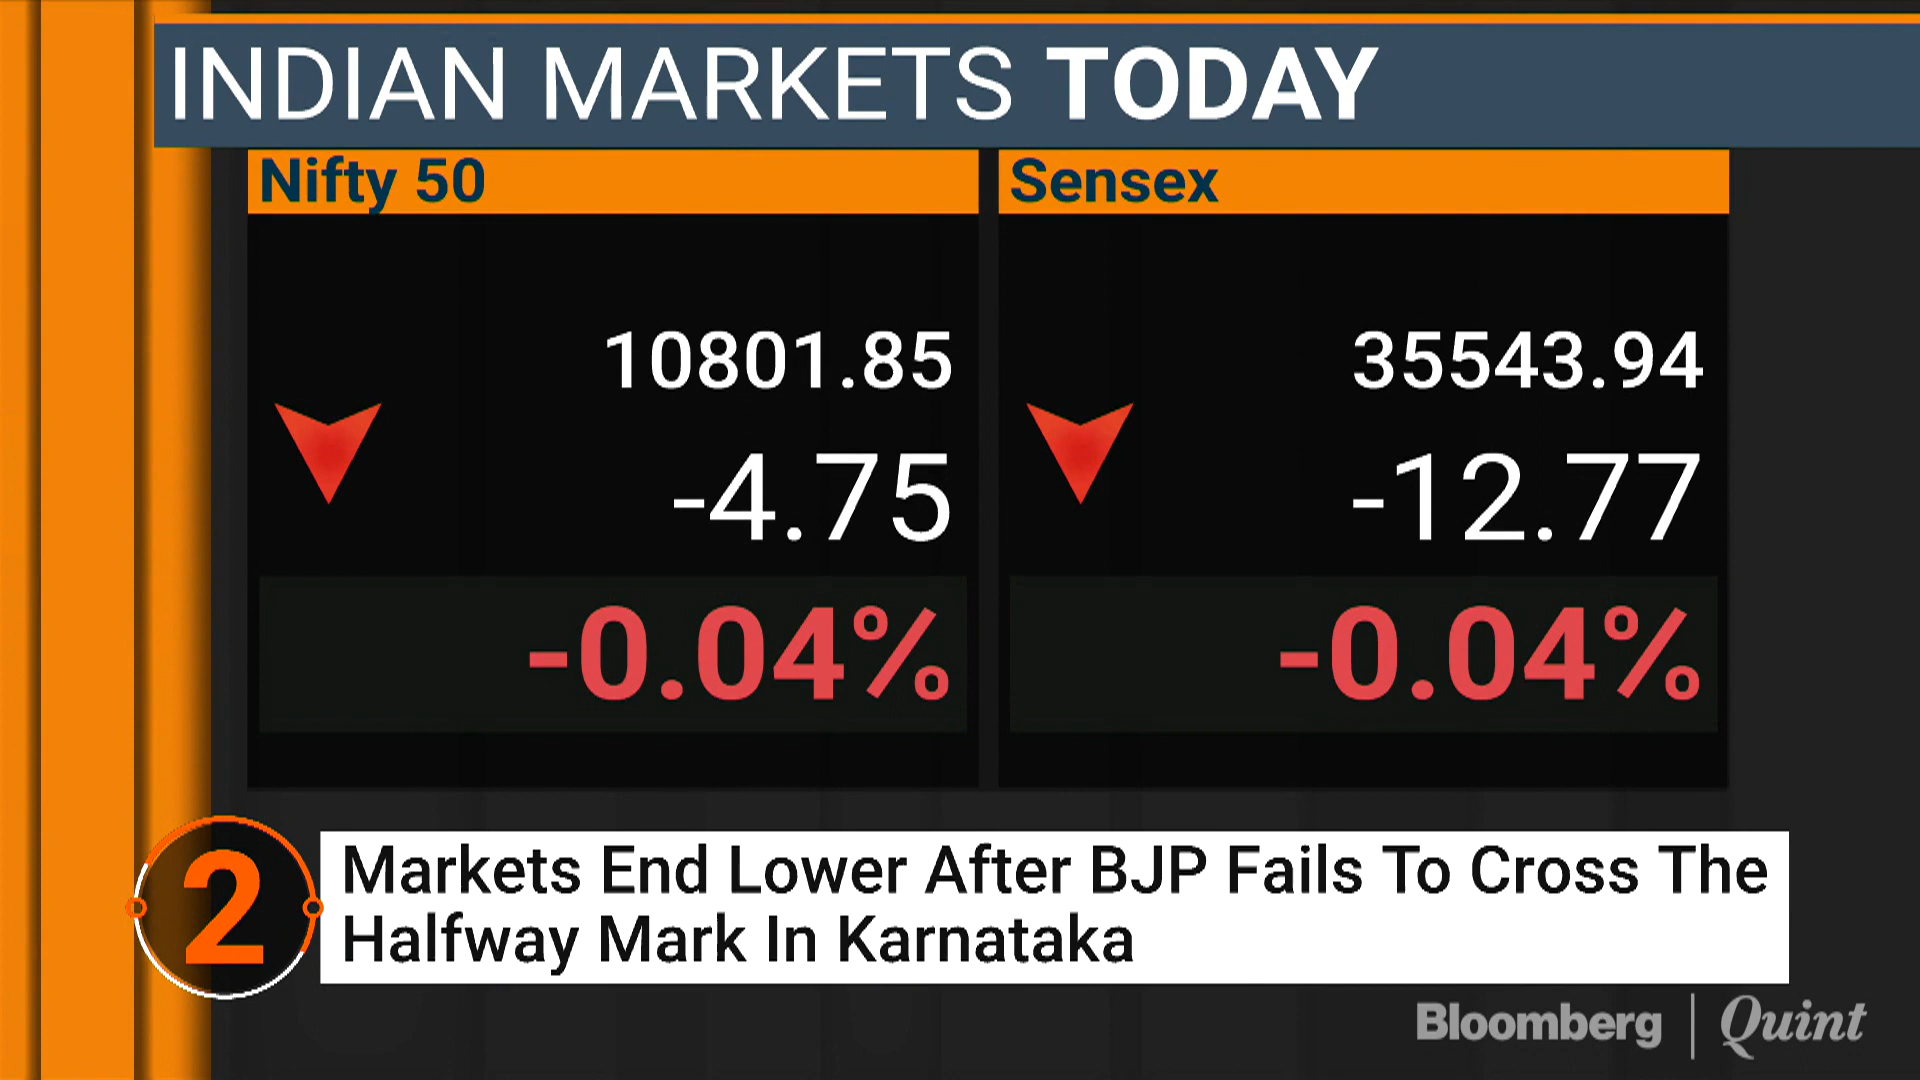 INDIAN MARKETS TODAY
Nifty 50
10801.85
-4.75
-0.04%
Sensex
35543.94
-12.77
-0.04%
2
Markets End Lower After BJP Fails To Cross The
Halfway Mark In Karnataka
Bloomberg | Quint